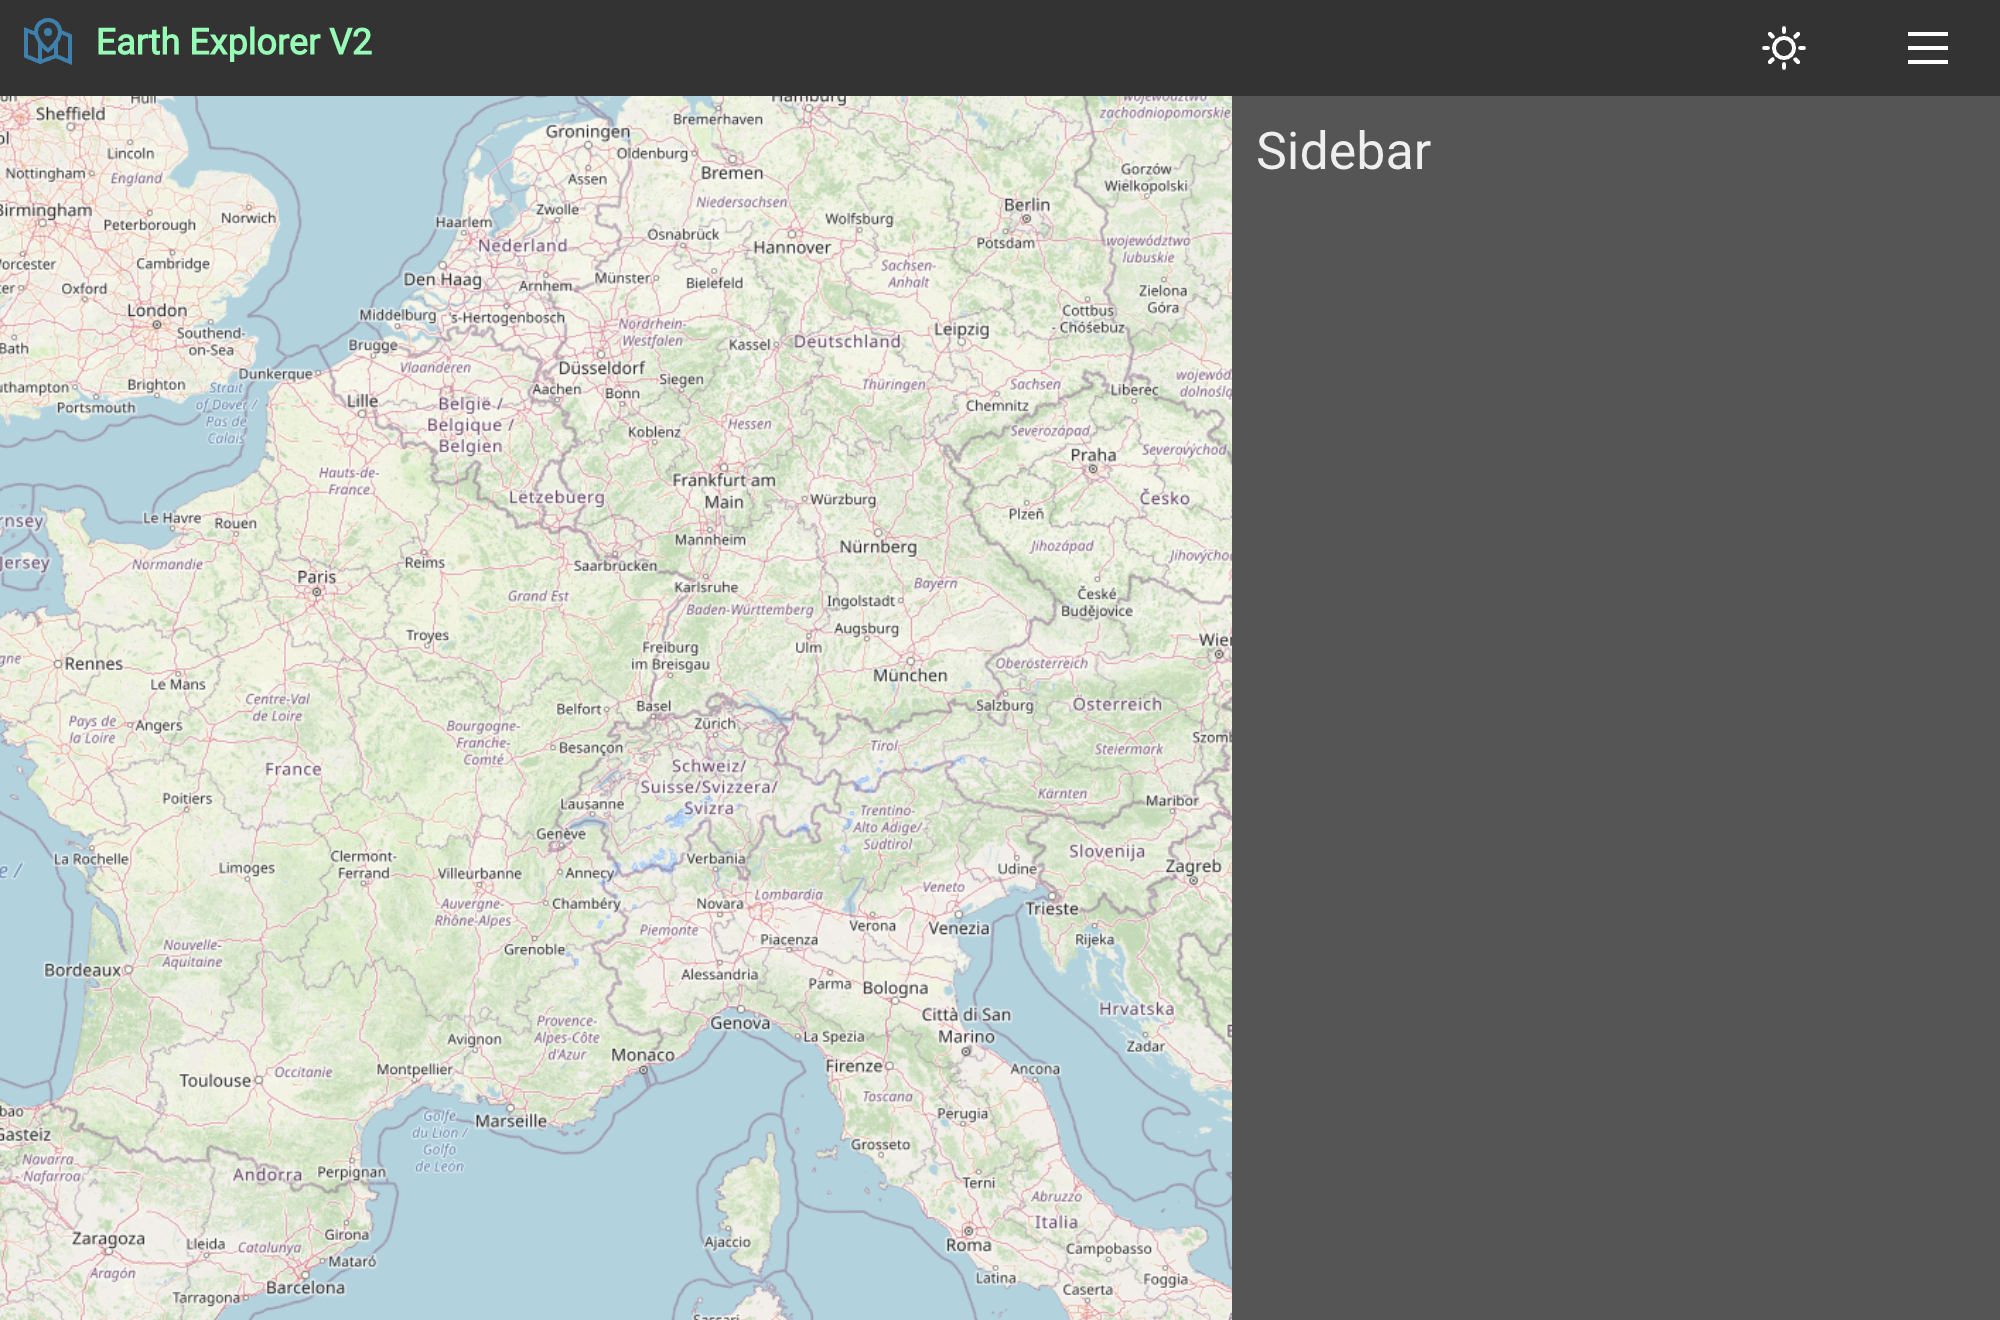 Earth Explorer V2
Sidebar
Hull
Hamburg
województwo
zachodniopomorskie
Sheffield
Bremerhaven
Groningen
Lincoln
Oldenburg
Nottingham
England
Assen
Bremen
Gorzów
Wielkopolski
Birmingham
Peterborough
Norwich
Haarlem
Zwolle
Niedersachsen
Wolfsburg
Berlin
Nederland
Osnabrück
Hannover
Potsdam
województwo
lubuskie
Cambridge
Oxford
Den Haag
Arnhem
Münster
Bielefeld
Sachsen-
Anhalt
Zielona
Góra
London
Middelburg
's-Hertogenbosch
Nordrhein-
Westfalen
Leipzig
Cottbus
- Chóśebuz
Southend-
on-Sea
Bath
Brugge
Kassel
Deutschland
Dunkerque
Vlaanderen
Düsseldorf
Siegen
Thüringen
Sachsen
Liberec
Brighton
Portsmouth
Strait
of Dover /
Pas de
Calais
Lille
België /
Belgique /
Belgien
Aachen
Bonn
Chemnitz
Koblenz
Hessen
Severozápad
Praha
Severovýchod
Hauts-de-
France
Lëtzebuerg
Frankfurt am
Main
Würzburg
Česko
Plzeň
Le Havre
Rouen
Mannheim
Nürnberg
Jihozápad
Jersey
Normandie
Paris
Reims
Saarbrücken
Karlsruhe
Bayern
Grand Est
Baden-Württemberg
Ingolstadt
České
Budějovice
Troyes
Augsburg
Rennes
Le Mans
Freiburg
im Breisgau
Ulm
München
Oberösterreich
Centre-Val
de Loire
Belfort
Basel
Salzburg
Österreich
Pays de
la Loire
Angers
Bourgogne-
Franche-
Comté
Besançon
Zürich
Tirol
Steiermark
France
Schweiz/
Suisse/Svizzera/
Svizra
Poitiers
Lausanne
Kärnten
Maribor
Genève
Trentino-
Alto Adige/
Südtirol
Slovenija
La Rochelle
Limoges
Clermont-
Ferrand
Villeurbanne
Annecy
Verbania
Udine
Zagreb
Auvergne-
Rhône-Alpes
Chambéry
Novara
Lombardia
Veneto
Trieste
Nouvelle-
Aquitaine
Grenoble
Piemonte
Piacenza
Verona
Venezia
Rijeka
Bordeaux
Alessandria
Parma
Bologna
Hrvatska
Provence-
Alpes-Côte
d'Azur
Genova
Città di San
Marino
Avignon
La Spezia
Zadar
Monaco
Firenze
Toulouse
Occitanie
Montpellier
Ancona
Toscana
Golfe
du Lion /
Golfo
de León
Marseille
Perugia
Gasteiz
Navarra
- Nafarroa
Andorra
Perpignan
Grosseto
Terni
Abruzzo
Zaragoza
Lleida
Catalunya
Girona
Ajaccio
Italia
Roma
Campobasso
Aragón
Mataró
Barcelona
Latina
Foggia
Tarragona
Caserta